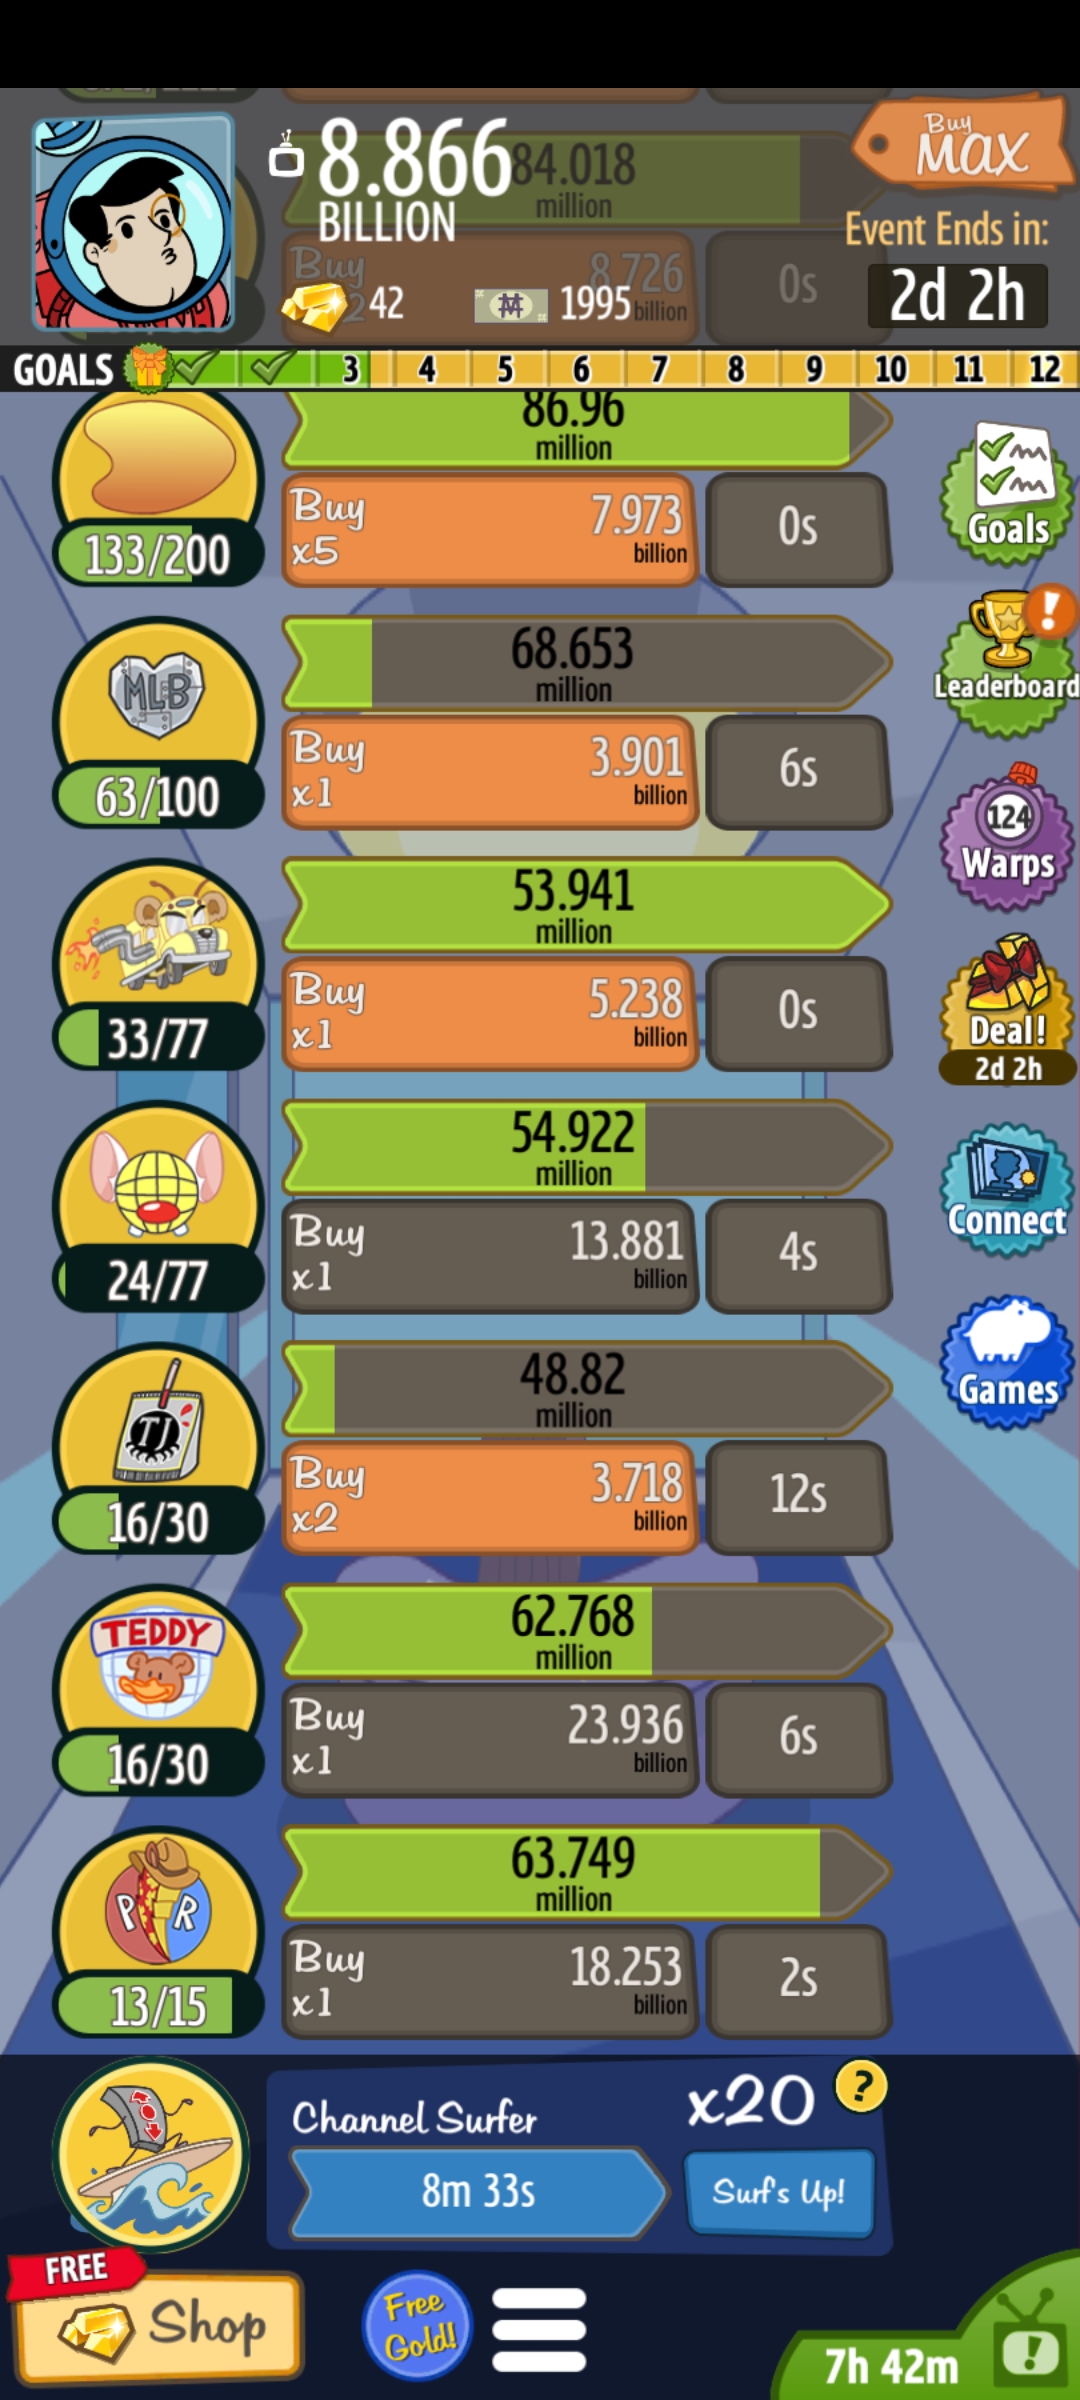 8.866
BILLION
84.018
million
Buy
MAX
Event Ends in:
2d 2h
Buy
8.726
billion
0s
42
1995
GOALS
3
4
5
6
7
8
9
10
11
12
86.96
million
133/200
Buy
x5
7.973
billion
0s
Goals
68.653
million
MLB
63/100
Buy
x1
3.901
billion
6s
Leaderboard
53.941
million
33/77
Buy
x1
5.238
billion
0s
124
Warps
Deal!
2d 2h
54.922
million
24/77
Buy
x1
13.881
billion
4s
Connect
48.82
million
TJ
16/30
Buy
x2
3.718
billion
12s
Games
62.768
million
TEDDY
16/30
Buy
x1
23.936
billion
6s
63.749
million
P R
13/15
Buy
x1
18.253
billion
2s
Channel Surfer
x20
?
8m 33s
Surf's Up!
FREE
Shop
Free
Gold!
7h 42m